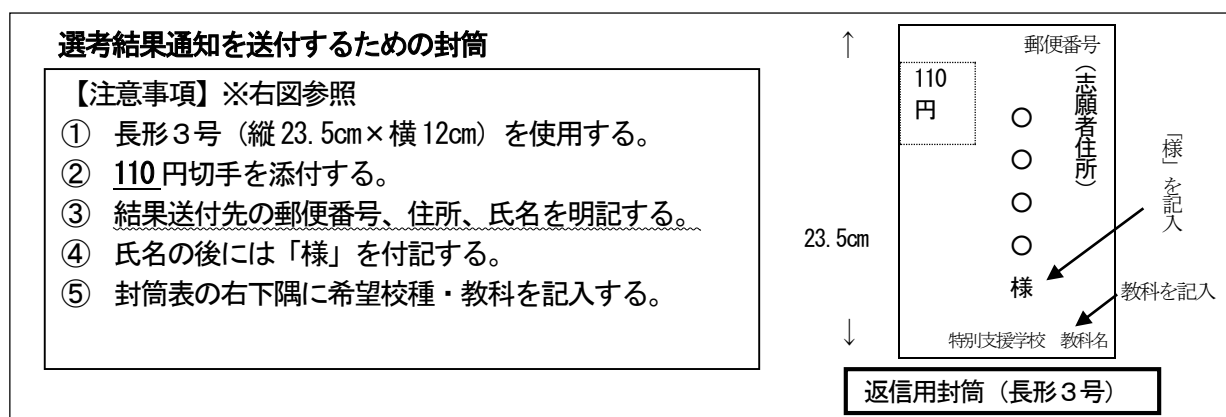 選考結果通知を送付するための封筒
【注意事項】※右図参照
① 長形３号（縦23.5cm×横12cm）を使用する。
② 110円切手を添付する。
③ 結果送付先の郵便番号、住所、氏名を明記する。
④ 氏名の後には「様」を付記する。
⑤ 封筒表の右下隅に希望校種・教科を記入する。
↑
23.5cm
↓
郵便番号
（志願者住所）
110
円
○○○○様
特別支援学校 教科名
「様」を記入
教科を記入
返信用封筒（長形３号）